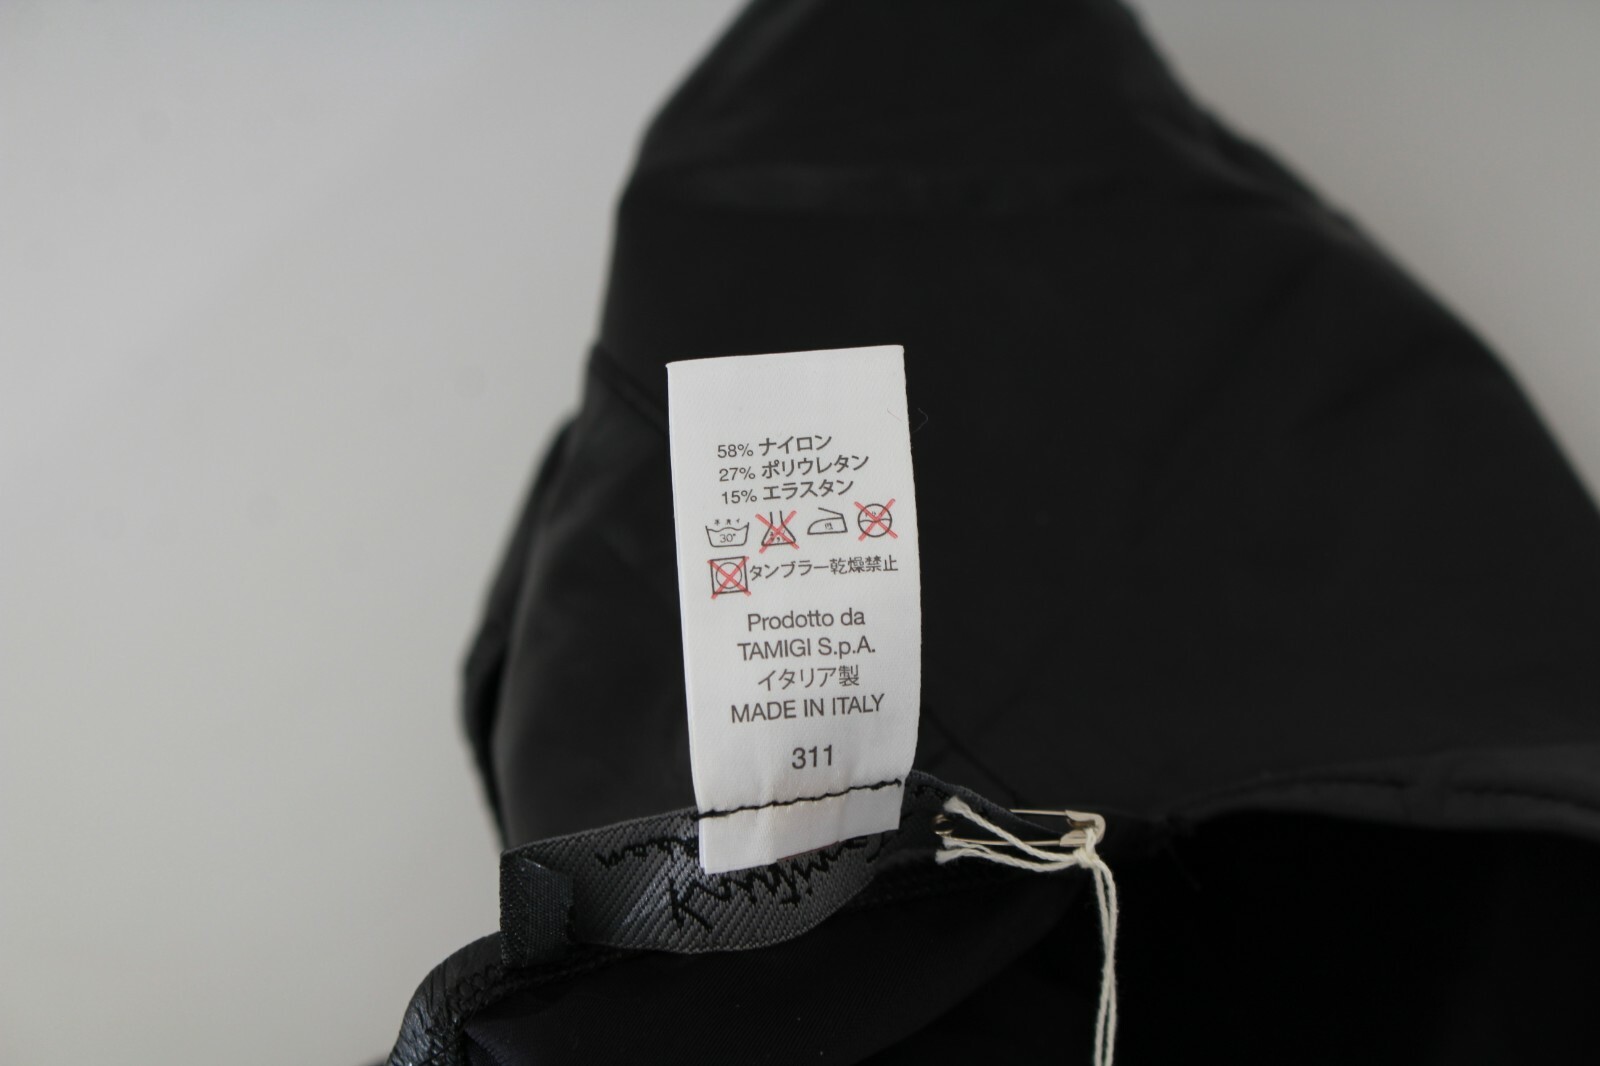 58% ナイロン
27% ポリウレタン
15% エラスタン
30°
タンブラー乾燥禁止
Prodotto da
TAMIGI S.p.A.
イタリア製
MADE IN ITALY
311